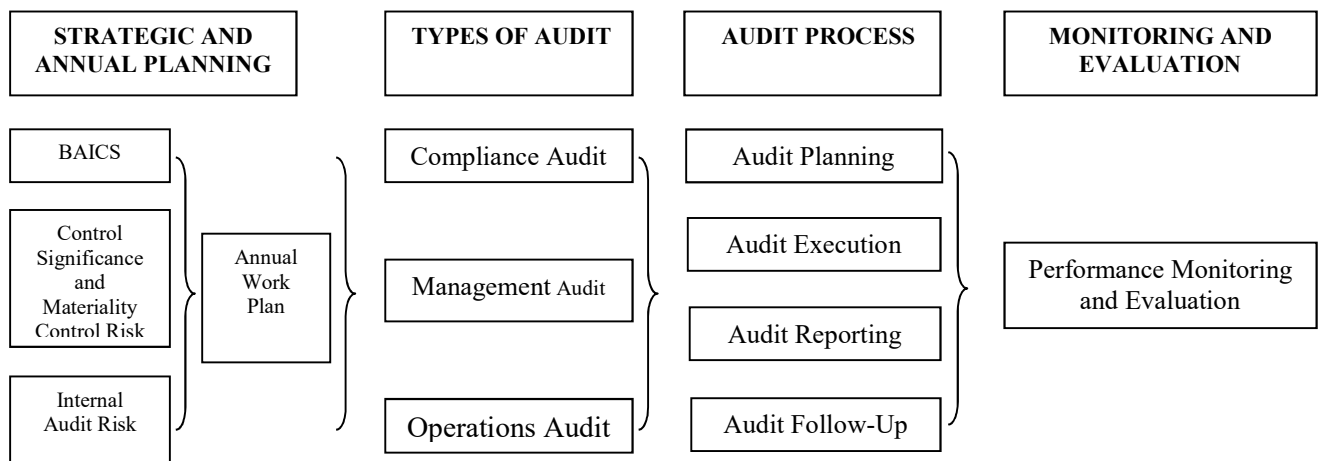 STRATEGIC AND
ANNUAL PLANNING
TYPES OF AUDIT
AUDIT PROCESS
MONITORING AND
EVALUATION
BAICS
Control
Significance
and
Materiality
Control Risk
Internal
Audit Risk
Annual
Work
Plan
Compliance Audit
Management Audit
Operations Audit
Audit Planning
Audit Execution
Audit Reporting
Audit Follow-Up
Performance Monitoring
and Evaluation